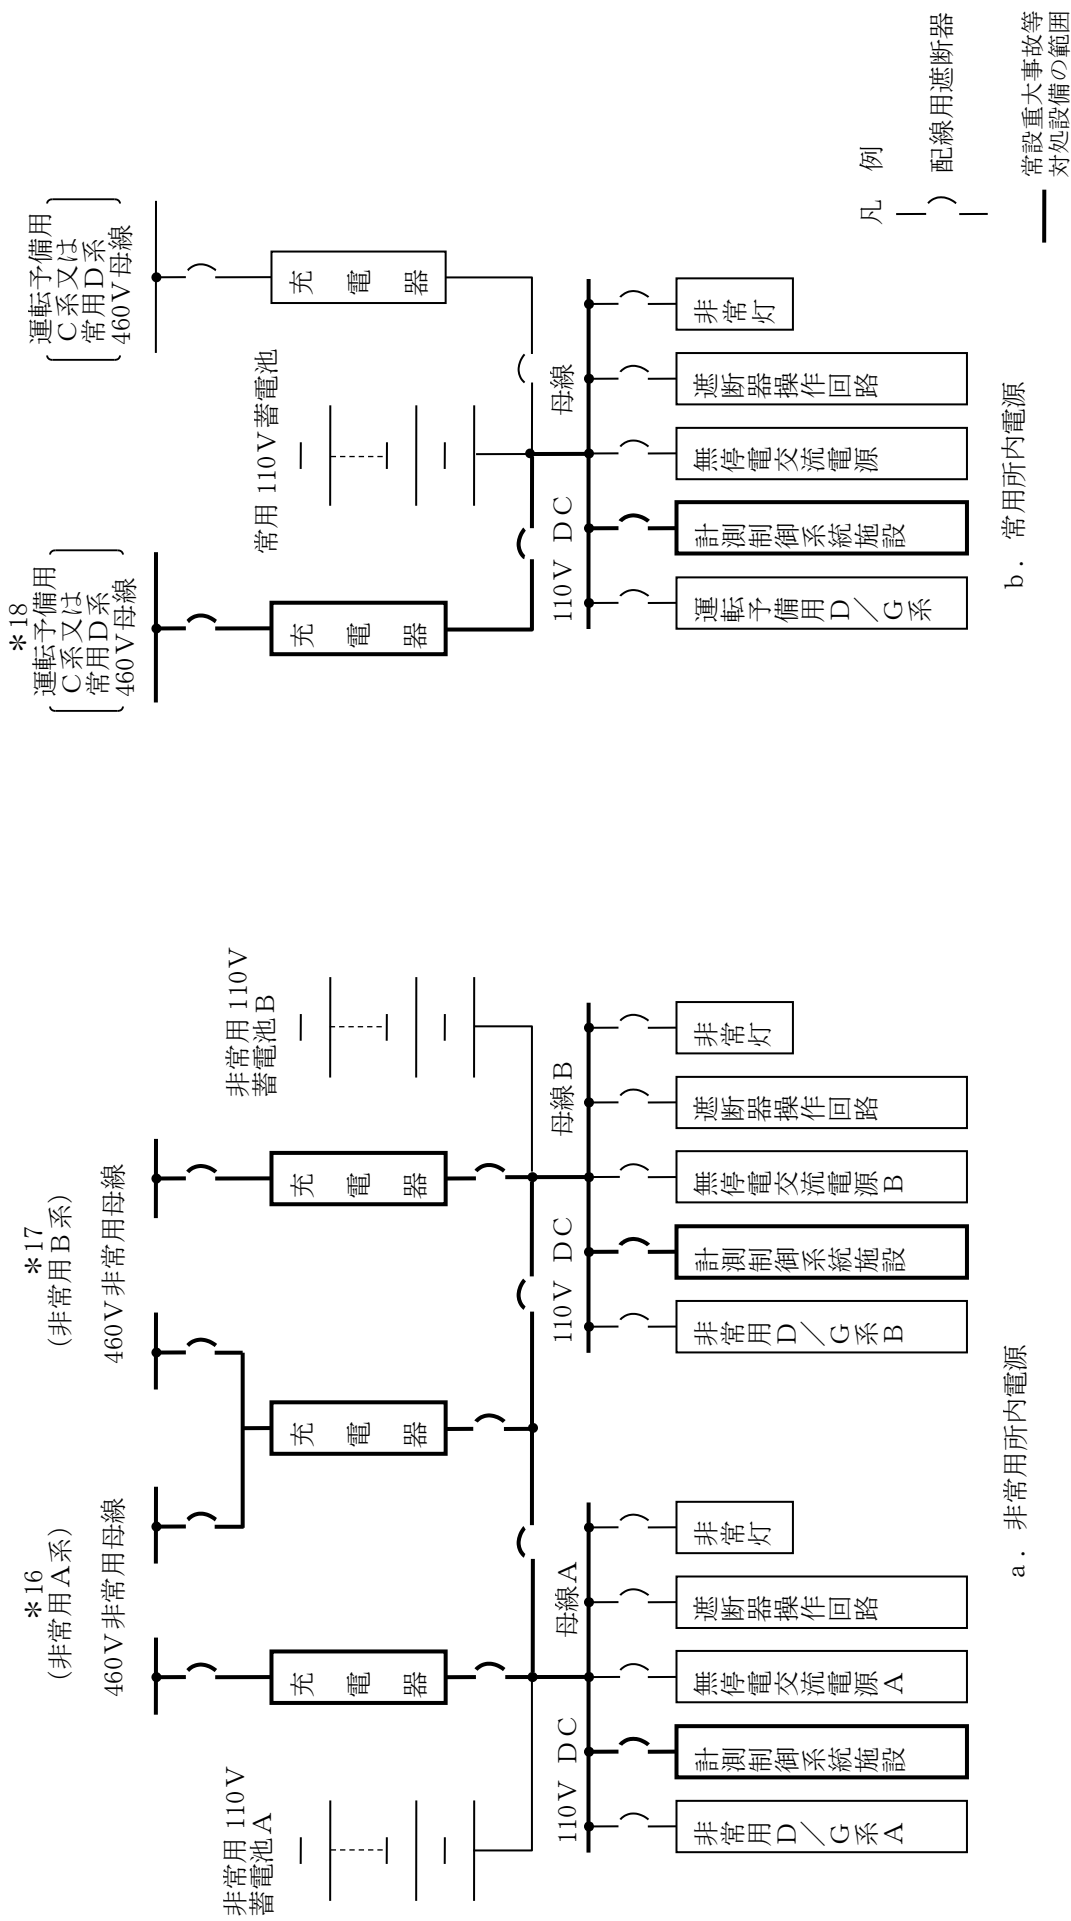 非常用 110V
蓄電池A
*16
(非常用A系)
460V非常用母線
*17
(非常用B系)
460V非常用母線
非常用 110V
蓄電池B
充電器
充電器
充電器
110V DC 母線A
110V DC 母線B
非常用D/G系A
計測制御系統施設
無停電交流電源A
遮断器操作回路
非常灯
非常用D/G系B
計測制御系統施設
無停電交流電源B
遮断器操作回路
非常灯
a. 非常用所内電源
*18
運転予備用
C系又は
常用D系
460V母線
運転予備用
C系又は
常用D系
460V母線
常用 110V蓄電池
充電器
充電器
110V DC 母線
運転予備用D/G系
計測制御系統施設
無停電交流電源
遮断器操作回路
非常灯
b. 常用所内電源
凡 例
配線用遮断器
常設重大事故等
対処設備の範囲